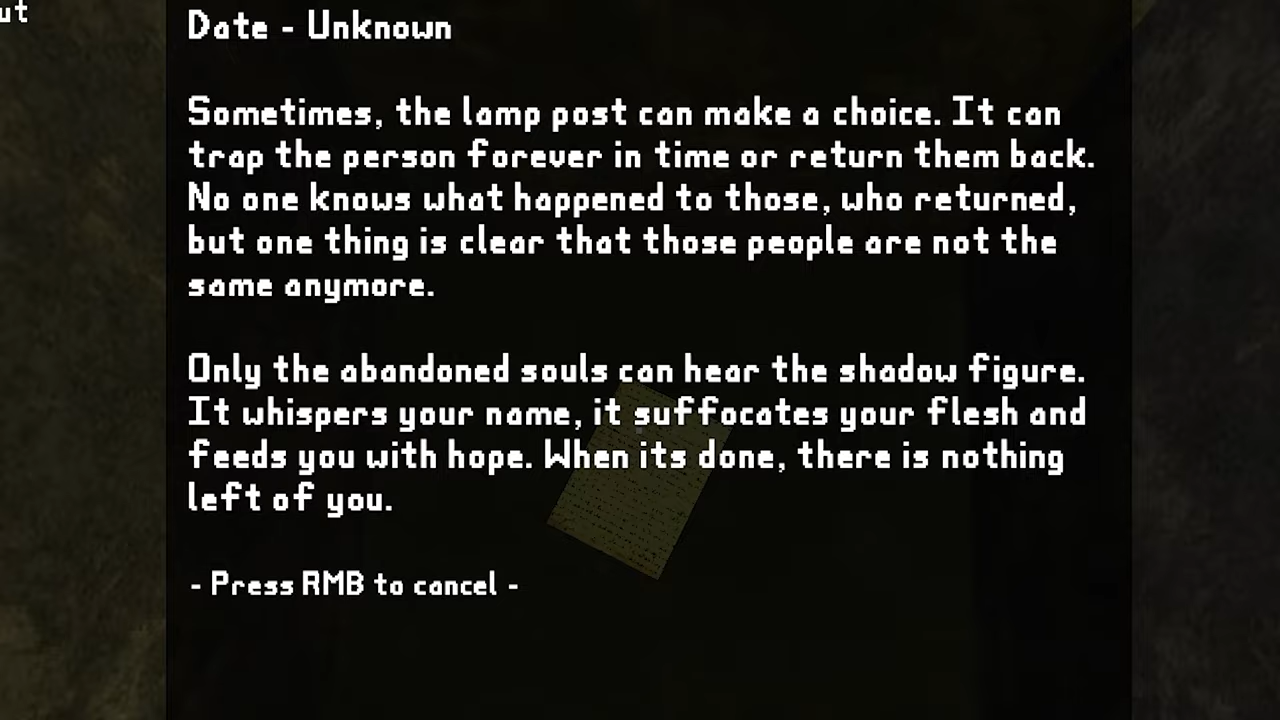 ut
Date - Unknown
Sometimes, the lamp post can make a choice. It can
trap the person forever in time or return them back.
No one knows what happened to those, who returned,
but one thing is clear that those people are not the
same anymore.
Only the abandoned souls can hear the shadow figure.
It whispers your name, it suffocates your flesh and
feeds you with hope. When its done, there is nothing
left of you.
- Press RMB to cancel -